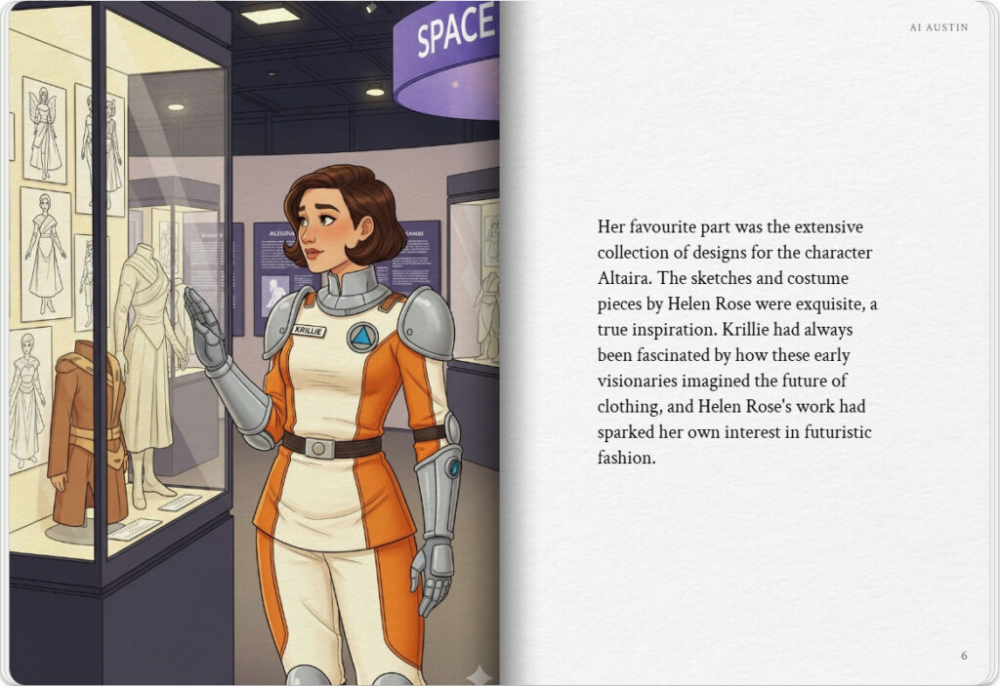 SPACE
ALTAIRA
KRILLIE
AI AUSTIN
Her favourite part was the extensive
collection of designs for the character
Altaira. The sketches and costume
pieces by Helen Rose were exquisite, a
true inspiration. Krillie had always
been fascinated by how these early
visionaries imagined the future of
clothing, and Helen Rose's work had
sparked her own interest in futuristic
fashion.
6